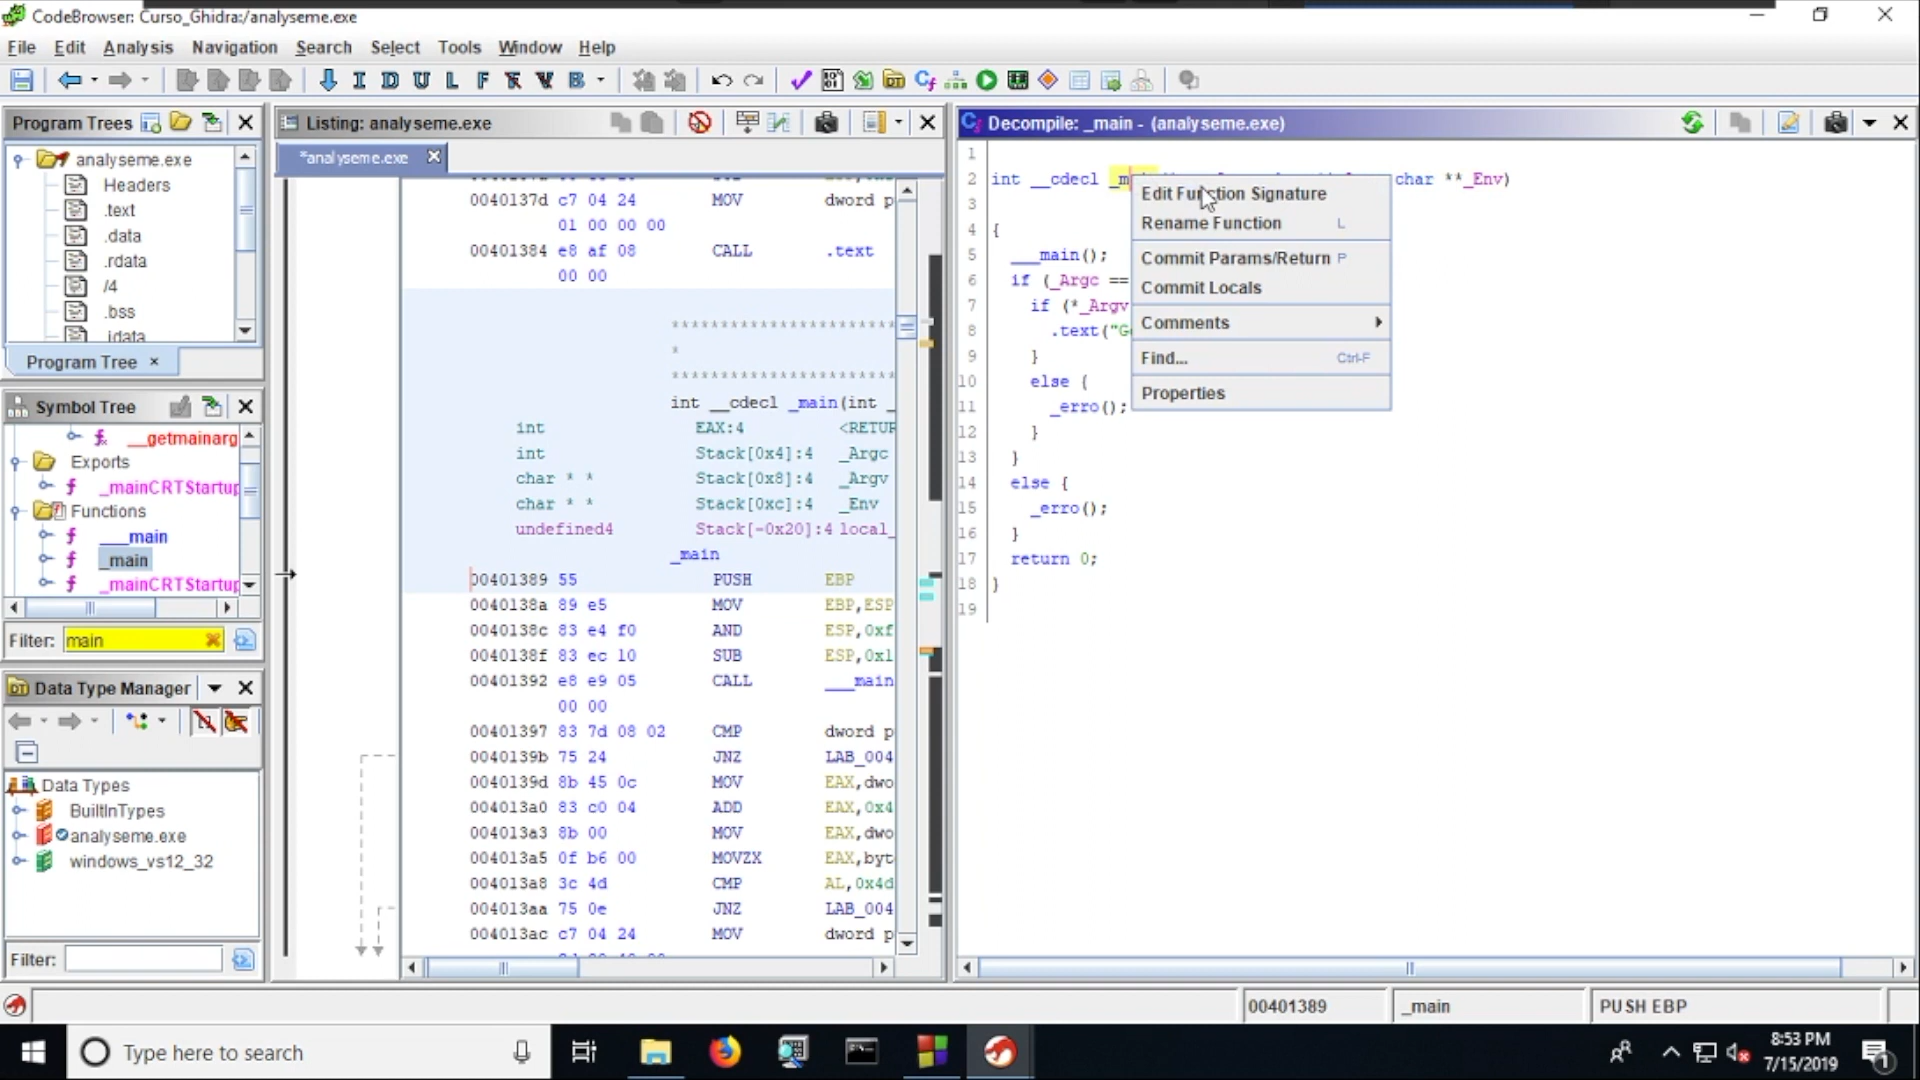 CodeBrowser: Curso_Ghidra:/analyseme.exe
File Edit Analysis Navigation Search Select Tools Window Help
I D U L F B
Program Trees
analyseme.exe
Headers
.text
.data
.rdata
/4
.bss
.idata
Program Tree ×
Symbol Tree
__getmainarg
Exports
_mainCRTStartup
Functions
___main
_main
_mainCRTStartup
Filter: main
Data Type Manager
Data Types
BuiltInTypes
analyseme.exe
windows_vs12_32
Filter:
Listing: analyseme.exe
*analyseme.exe
0040137d c7 04 24 MOV dword p
01 00 00 00
00401384 e8 af 08 CALL .text
00 00
*************************
*
*************************
int __cdecl _main(int _
int EAX:4 <RETUR
int Stack[0x4]:4 _Argc
char * * Stack[0x8]:4 _Argv
char * * Stack[0xc]:4 _Env
undefined4 Stack[-0x20]:4 local_
_main
00401389 55 PUSH EBP
0040138a 89 e5 MOV EBP,ESP
0040138c 83 e4 f0 AND ESP,0xf
0040138f 83 ec 10 SUB ESP,0x1
00401392 e8 e9 05 CALL ___main
00 00
00401397 83 7d 08 02 CMP dword p
0040139b 75 24 JNZ LAB_004
0040139d 8b 45 0c MOV EAX,dwo
004013a0 83 c0 04 ADD EAX,0x4
004013a3 8b 00 MOV EAX,dwo
004013a5 0f b6 00 MOVZX EAX,byt
004013a8 3c 4d CMP AL,0x4d
004013aa 75 0e JNZ LAB_004
004013ac c7 04 24 MOV dword p
Decompile: _main - (analyseme.exe)
1
2 int __cdecl _m char **_Env)
3
4 {
5 ___main();
6 if (_Argc ==
7 if (*_Argv
8 .text("G
9 }
10 else {
11 _erro();
12 }
13 }
14 else {
15 _erro();
16 }
17 return 0;
18 }
19
Edit Function Signature
Rename Function L
Commit Params/Return P
Commit Locals
Comments
Find... Ctrl-F
Properties
00401389 _main PUSH EBP
Type here to search
8:53 PM
7/15/2019
1